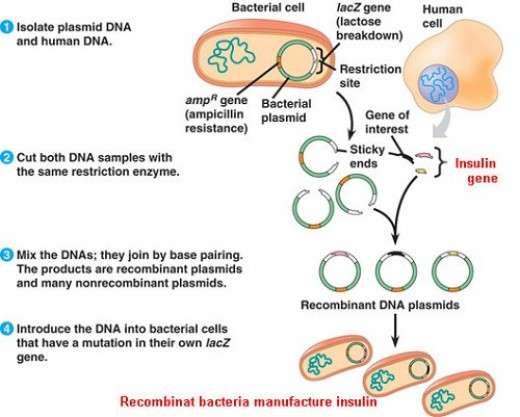 Bacterial cell
lacZ gene
(lactose
breakdown)
Human
cell
1 Isolate plasmid DNA
and human DNA.
Restriction
site
ampR gene
(ampicillin
resistance)
Bacterial
plasmid
Gene of
interest
Sticky
ends
Insulin
gene
2 Cut both DNA samples with
the same restriction enzyme.
3 Mix the DNAs; they join by base pairing.
The products are recombinant plasmids
and many nonrecombinant plasmids.
Recombinant DNA plasmids
4 Introduce the DNA into bacterial cells
that have a mutation in their own lacZ
gene.
Recombinat bacteria manufacture insulin